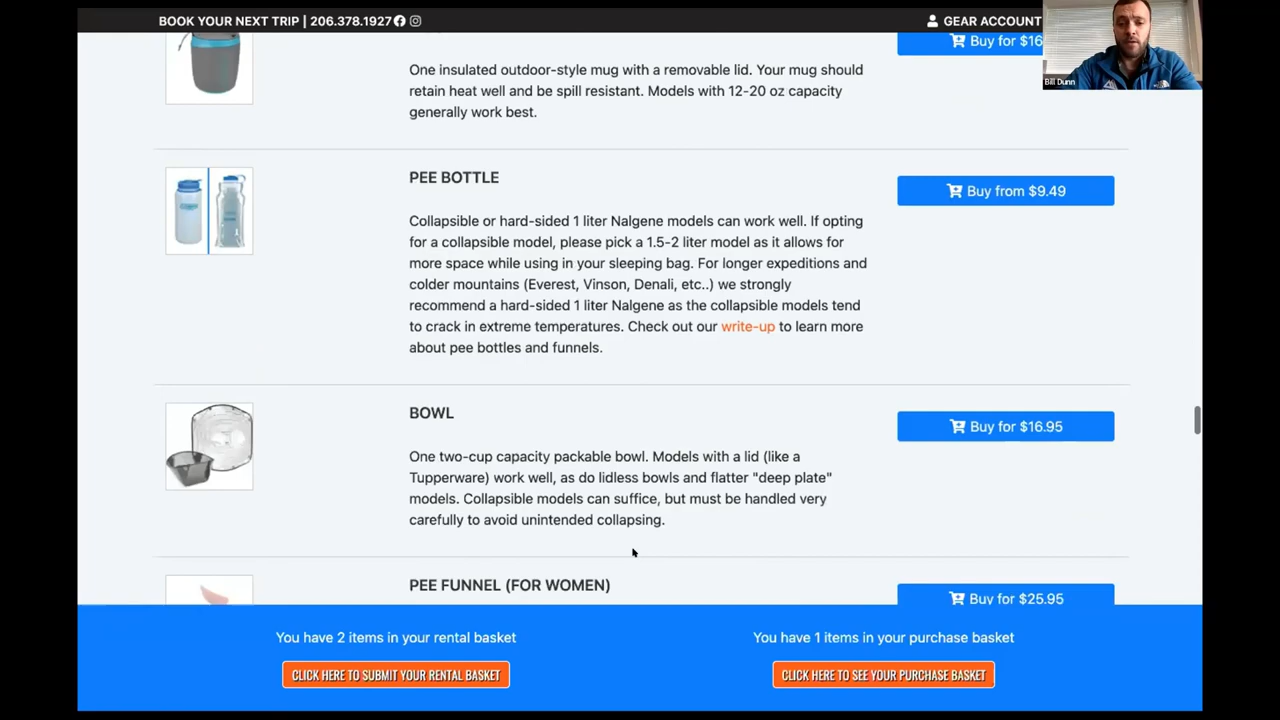 BOOK YOUR NEXT TRIP | 206.378.1927
GEAR ACCOUNT
Bill Dunn
Buy for $16
One insulated outdoor-style mug with a removable lid. Your mug should
retain heat well and be spill resistant. Models with 12-20 oz capacity
generally work best.
PEE BOTTLE
Buy from $9.49
Collapsible or hard-sided 1 liter Nalgene models can work well. If opting
for a collapsible model, please pick a 1.5-2 liter model as it allows for
more space while using in your sleeping bag. For longer expeditions and
colder mountains (Everest, Vinson, Denali, etc..) we strongly
recommend a hard-sided 1 liter Nalgene as the collapsible models tend
to crack in extreme temperatures. Check out our write-up to learn more
about pee bottles and funnels.
BOWL
Buy for $16.95
One two-cup capacity packable bowl. Models with a lid (like a
Tupperware) work well, as do lidless bowls and flatter "deep plate"
models. Collapsible models can suffice, but must be handled very
carefully to avoid unintended collapsing.
PEE FUNNEL (FOR WOMEN)
Buy for $25.95
You have 2 items in your rental basket
CLICK HERE TO SUBMIT YOUR RENTAL BASKET
You have 1 items in your purchase basket
CLICK HERE TO SEE YOUR PURCHASE BASKET